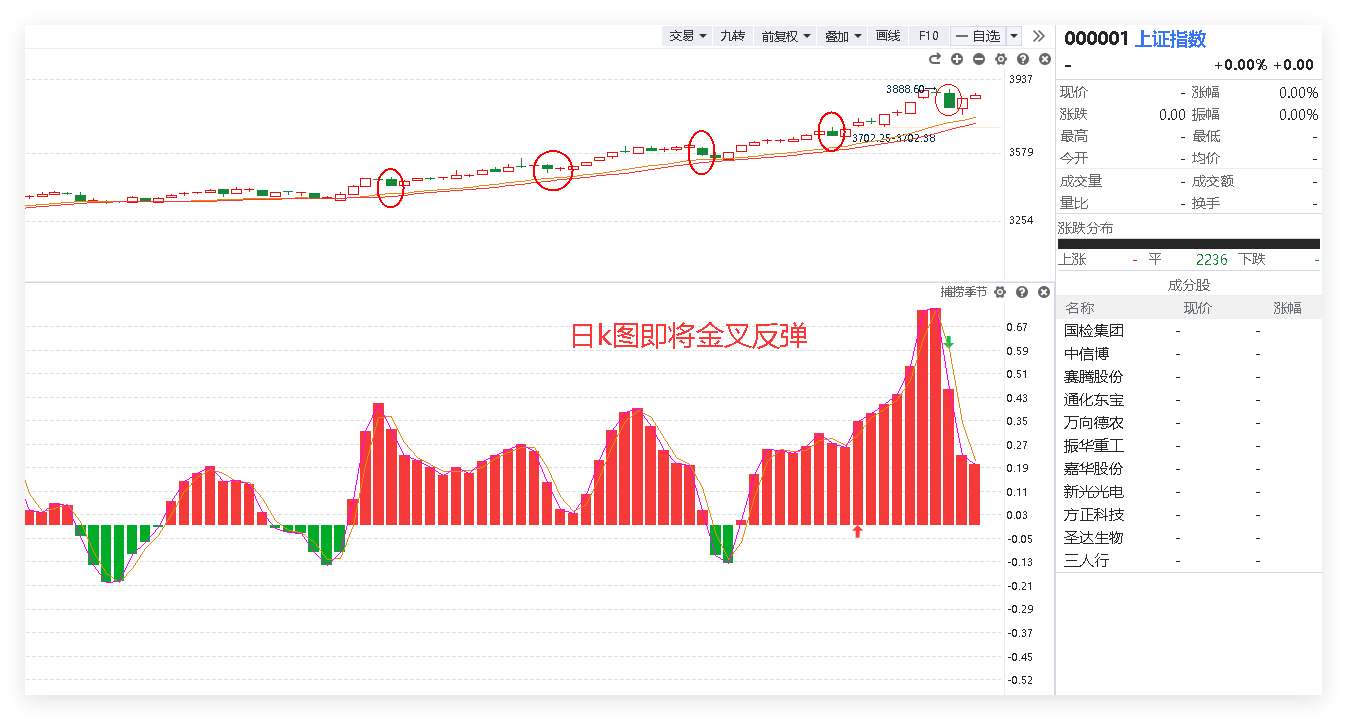 交易 九转 前复权 叠加 画线 F10 一 自选
000001 上证指数
- +0.00% +0.00
现价 - 涨幅 0.00%
涨跌 0.00 振幅 0.00%
最高 - 最低 -
今开 - 均价 -
成交量 - 成交额 -
量比 - 换手 -
涨跌分布
上涨 - 平 2236 下跌 -
成分股
名称 现价 涨幅
国检集团 - -
中信博 - -
赛腾股份 - -
通化东宝 - -
万向德农 - -
振华重工 - -
嘉华股份 - -
新光光电 - -
方正科技 - -
圣达生物 - -
三人行 - -
3937
3888.60
3702.25-3702.38
3579
3254
捕捞季节
日k图即将金叉反弹
0.67
0.59
0.51
0.43
0.35
0.27
0.19
0.11
0.03
-0.05
-0.13
-0.21
-0.29
-0.37
-0.45
-0.52